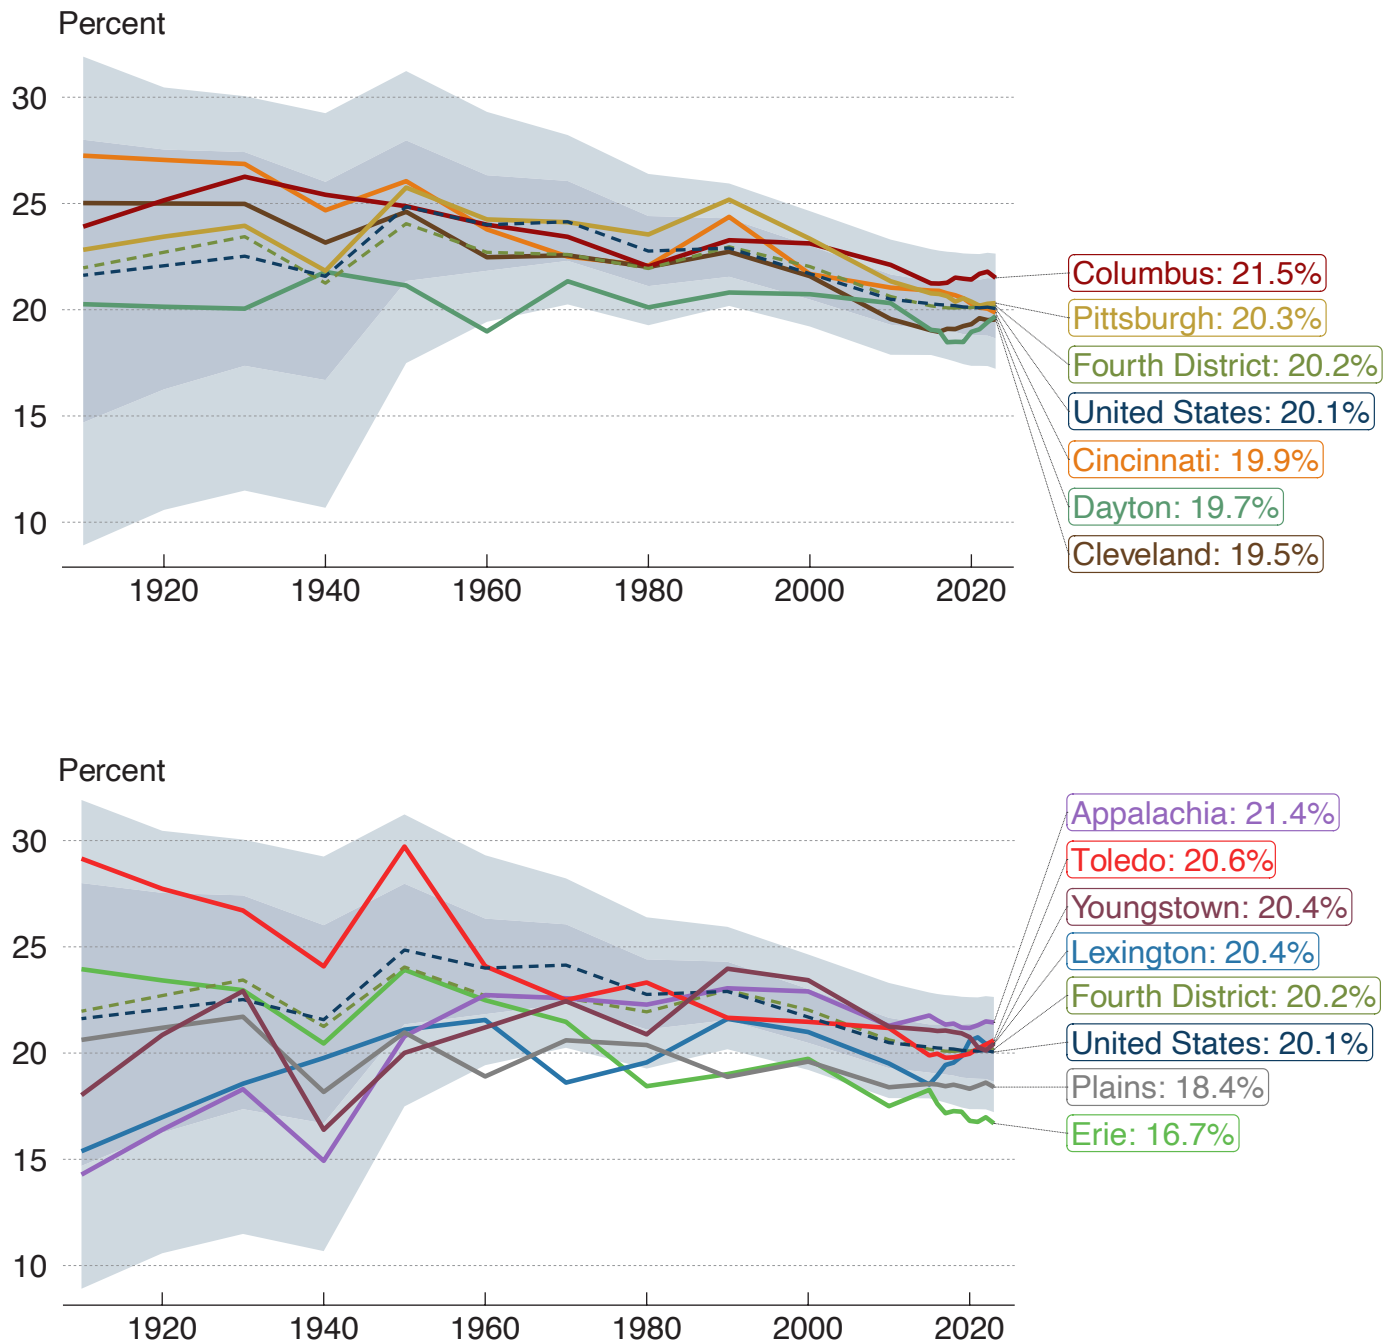 Percent
30
25
20
15
10
1920 1940 1960 1980 2000 2020
Columbus: 21.5%
Pittsburgh: 20.3%
Fourth District: 20.2%
United States: 20.1%
Cincinnati: 19.9%
Dayton: 19.7%
Cleveland: 19.5%
Percent
30
25
20
15
10
1920 1940 1960 1980 2000 2020
Appalachia: 21.4%
Toledo: 20.6%
Youngstown: 20.4%
Lexington: 20.4%
Fourth District: 20.2%
United States: 20.1%
Plains: 18.4%
Erie: 16.7%